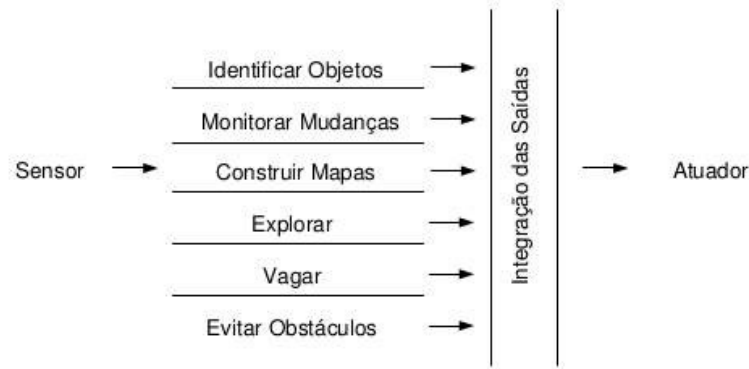 Identificar Objetos
Monitorar Mudanças
Sensor
Construir Mapas
Explorar
Vagar
Evitar Obstáculos
Integração das Saídas
Atuador